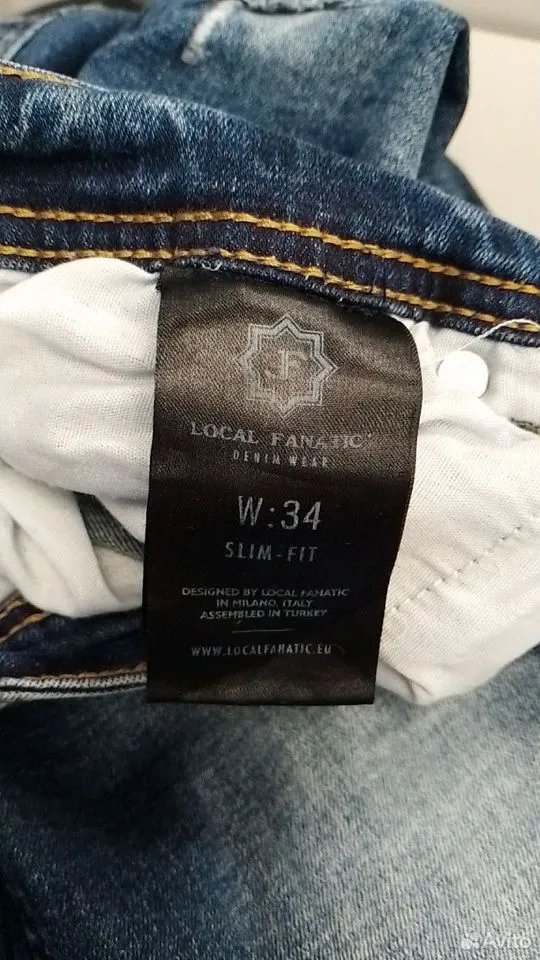 LOCAL FANATIC
DENIM WEAR
W:34
SLIM-FIT
DESIGNED BY LOCAL FANATIC
IN MILANO, ITALY
ASSEMBLED IN TURKEY
WWW.LOCALFANATIC.EU
Avito